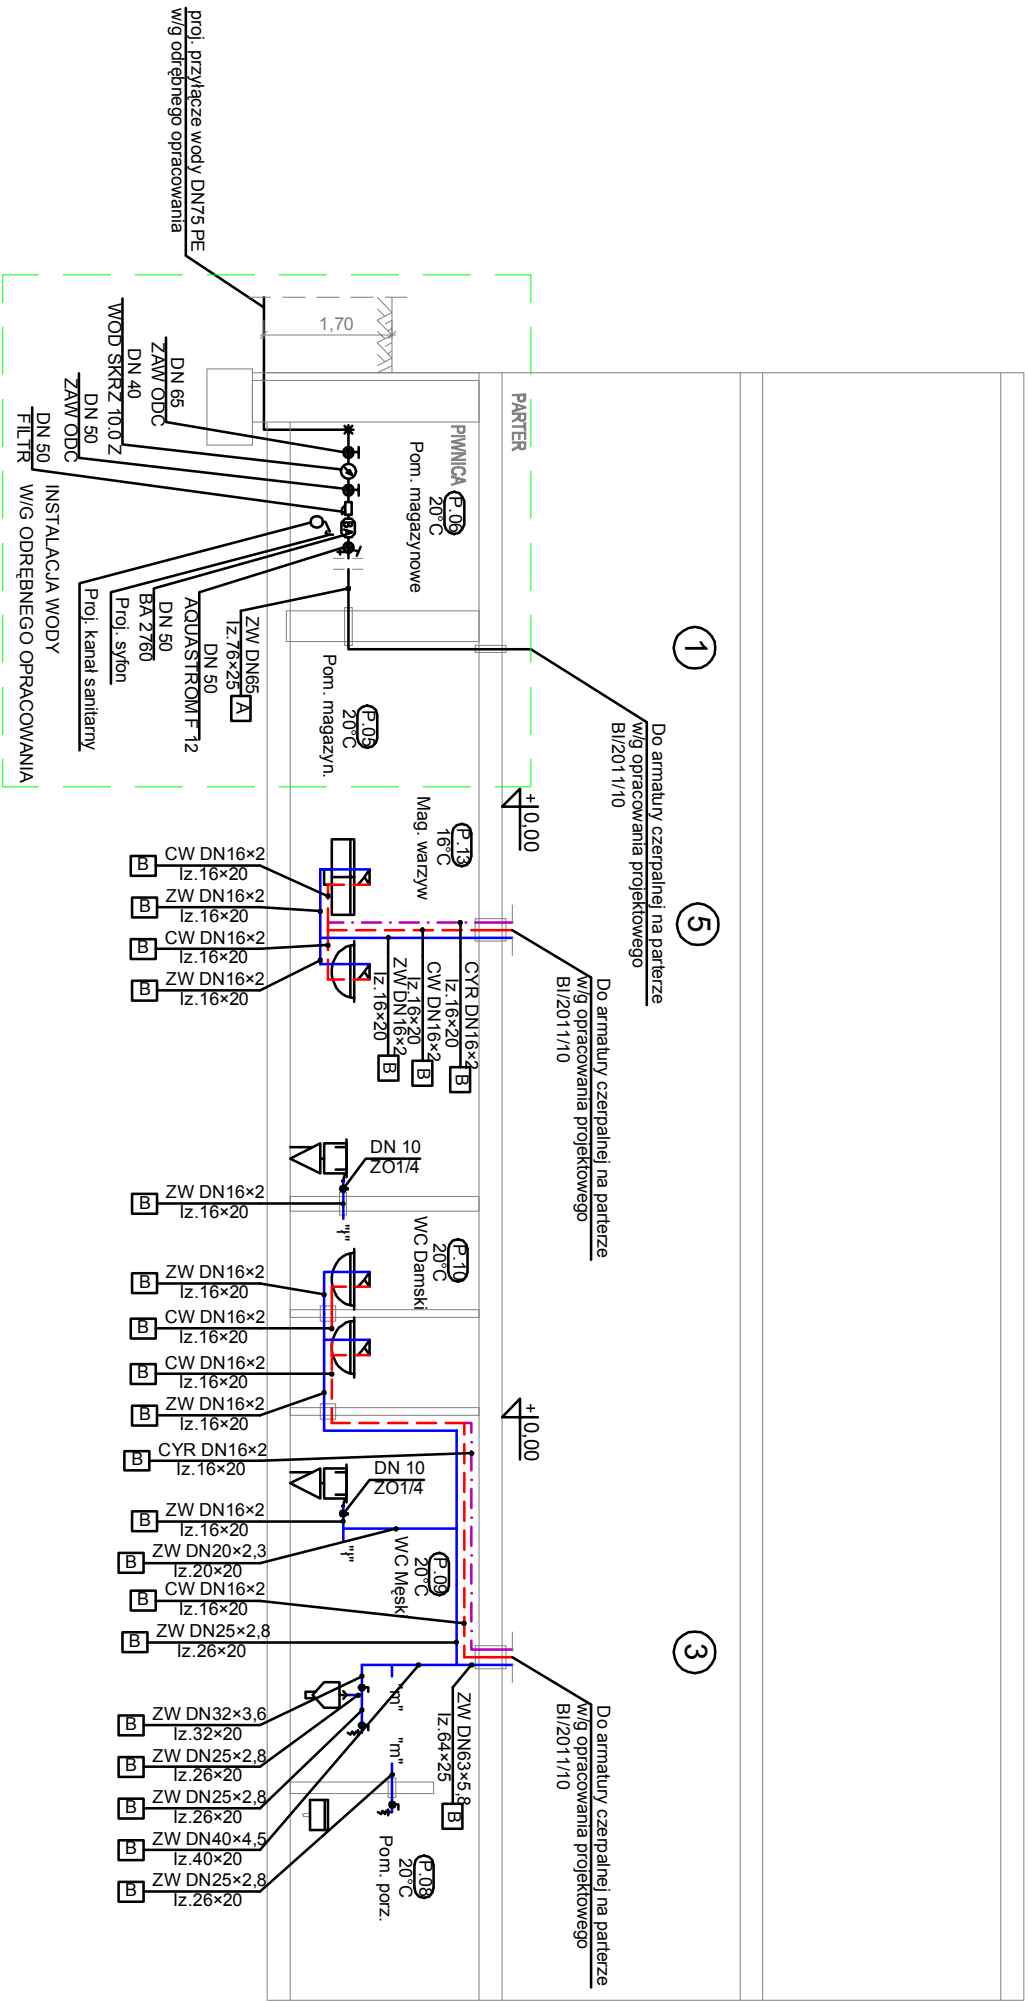 proj. przyłącze wody DN75 PE
w/g odrębnego opracowania
1,70
PARTER
PIWNICA
P.06
20°C
Pom. magazynowe
DN 65
ZAW ODC
DN 40
WOD SKRZ 10.0 Z
DN 50
ZAW ODC
DN 50
FILTR
BA
INSTALACJA WODY
W/G ODRĘBNEGO OPRACOWANIA
Proj. kanał sanitarny
Proj. syfon
DN 50
BA 2760
DN 50
AQUASTROM F 12
ZW DN65
Iz.76×25
A
P.05
20°C
Pom. magazyn.
1
Do armatury czerpalnej na parterze
w/g opracowania projektowego
BI/2011/10
+0,00
P.13
16°C
Mag. warzyw
5
Do armatury czerpalnej na parterze
w/g opracowania projektowego
BI/2011/10
B
CW DN16×2
Iz.16×20
B
ZW DN16×2
Iz.16×20
B
CW DN16×2
Iz.16×20
B
ZW DN16×2
Iz.16×20
CYR DN16×2
Iz.16×20
B
CW DN16×2
Iz.16×20
B
ZW DN16×2
Iz.16×20
B
DN 10
ZO1/4
B
ZW DN16×2
Iz.16×20
"y"
P.10
20°C
WC Damski
B
ZW DN16×2
Iz.16×20
B
CW DN16×2
Iz.16×20
B
CW DN16×2
Iz.16×20
B
ZW DN16×2
Iz.16×20
+0,00
B
CYR DN16×2
Iz.16×20
DN 10
ZO1/4
B
ZW DN16×2
Iz.16×20
"y"
B
ZW DN20×2,3
Iz.20×20
P.09
20°C
WC Męski
B
CW DN16×2
Iz.16×20
B
ZW DN25×2,8
Iz.26×20
3
Do armatury czerpalnej na parterze
w/g opracowania projektowego
BI/2011/10
ZW DN63×5,8
Iz.64×25
B
"m"
"m"
B
ZW DN32×3,6
Iz.32×20
B
ZW DN25×2,8
Iz.26×20
B
ZW DN25×2,8
Iz.26×20
B
ZW DN40×4,5
Iz.40×20
B
ZW DN25×2,8
Iz.26×20
P.08
20°C
Pom. porz.